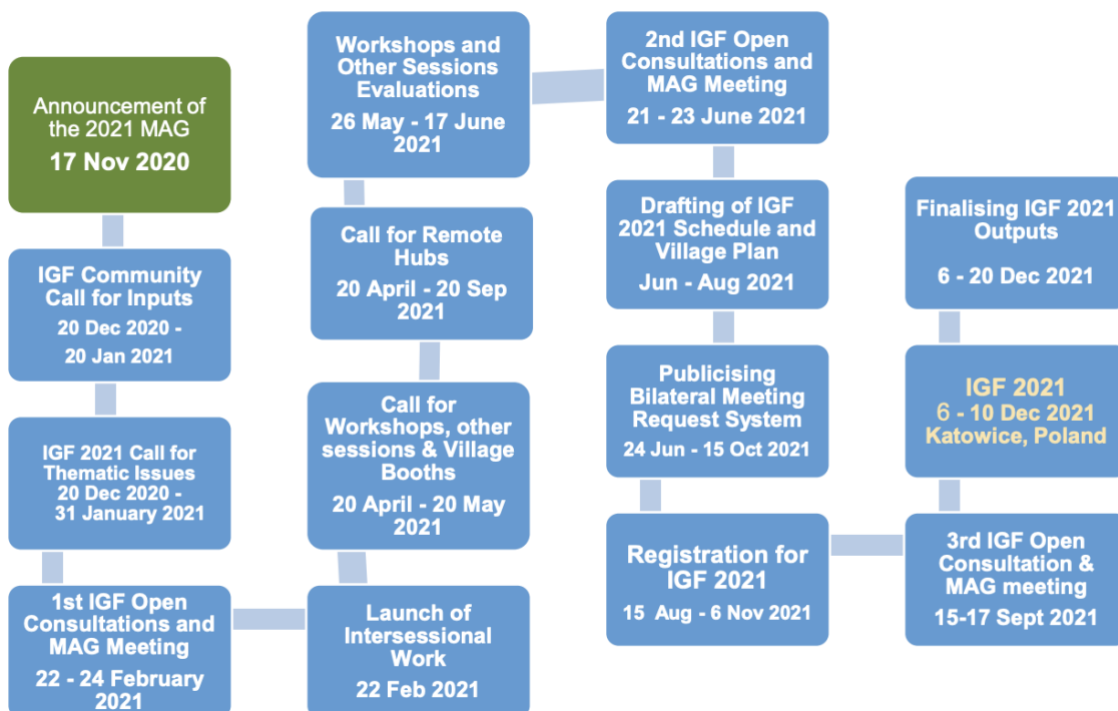 Announcement of
the 2021 MAG
17 Nov 2020
IGF Community
Call for Inputs
20 Dec 2020 -
20 Jan 2021
IGF 2021 Call for
Thematic Issues
20 Dec 2020 -
31 January 2021
1st IGF Open
Consultations and
MAG Meeting
22 - 24 February
2021
Launch of
Intersessional
Work
22 Feb 2021
Call for
Workshops, other
sessions & Village
Booths
20 April - 20 May
2021
Call for Remote
Hubs
20 April - 20 Sep
2021
Workshops and
Other Sessions
Evaluations
26 May - 17 June
2021
2nd IGF Open
Consultations and
MAG Meeting
21 - 23 June 2021
Drafting of IGF
2021 Schedule and
Village Plan
Jun - Aug 2021
Publicising
Bilateral Meeting
Request System
24 Jun - 15 Oct 2021
Registration for
IGF 2021
15 Aug - 6 Nov 2021
3rd IGF Open
Consultation &
MAG meeting
15-17 Sept 2021
IGF 2021
6 - 10 Dec 2021
Katowice, Poland
Finalising IGF 2021
Outputs
6 - 20 Dec 2021